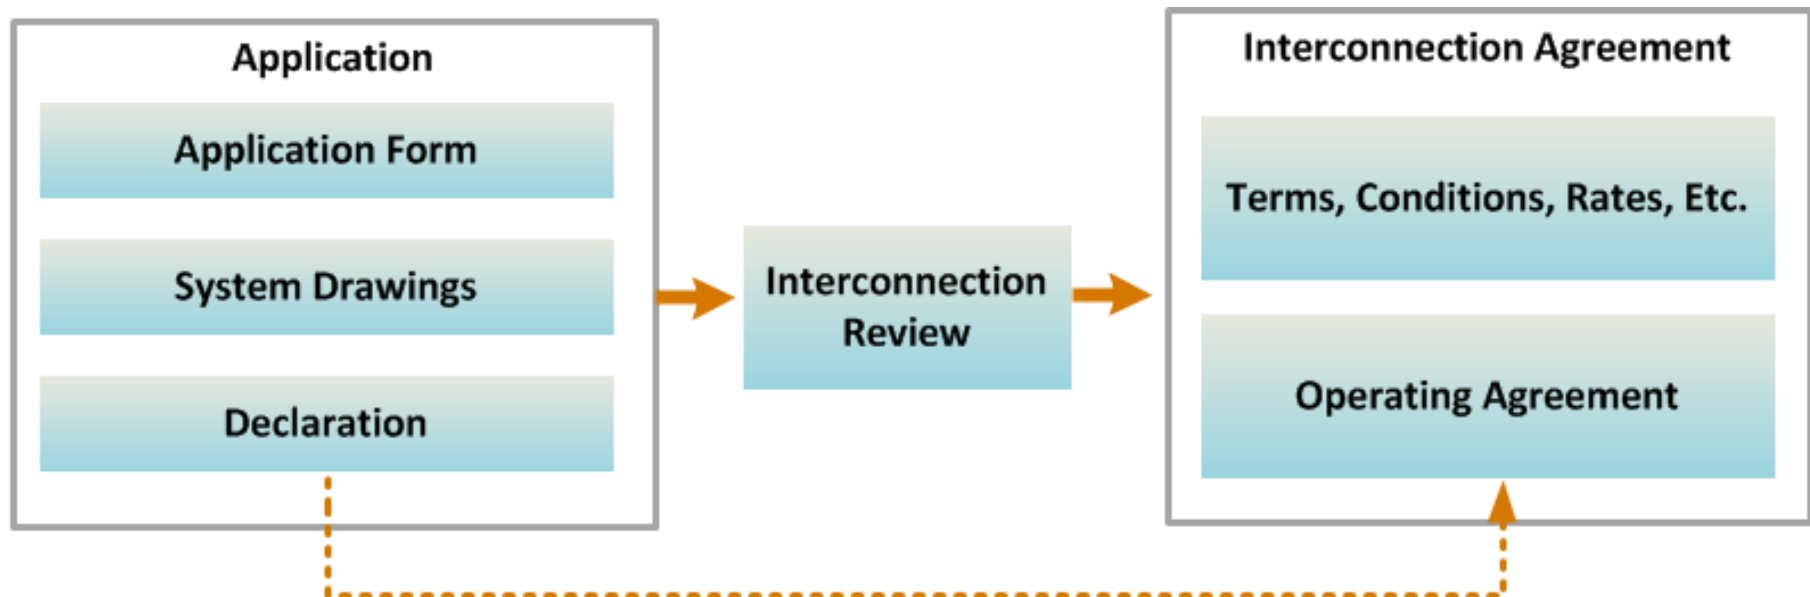 Application
Application Form
System Drawings
Declaration
Interconnection
Review
Interconnection Agreement
Terms, Conditions, Rates, Etc.
Operating Agreement